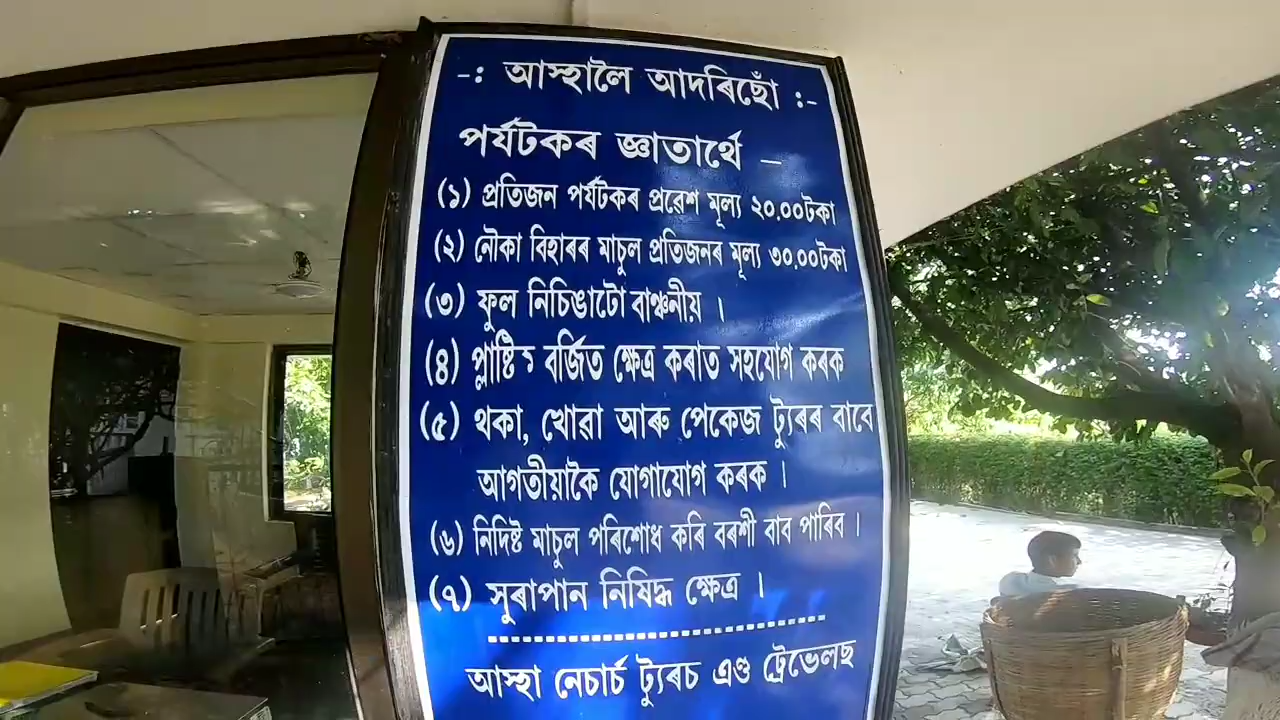 -: আস্থালৈ আদৰিছোঁ :-
পৰ্যটকৰ জ্ঞাতাৰ্থে –
(১) প্ৰতিজন পৰ্যটকৰ প্ৰৱেশ মূল্য ২০.০০টকা
(২) নৌকা বিহাৰৰ মাচুল প্ৰতিজনৰ মূল্য ৩০.০০টকা
(৩) ফুল নিচিঙাটো বাঞ্চনীয় ।
(৪) বৰ্জিত ক্ষেত্ৰ কৰাত সহযোগ কৰক
(৫) থকা, খোৱা আৰু পেকেজ ট্যুৰৰ বাবে
আগতীয়াকৈ যোগাযোগ কৰক ।
(৬) নিদিষ্ট মাচুল পৰিশোধ কৰি বৰশী বাব পাৰিব ।
(৭) সুৰাপান নিষিদ্ধ ক্ষেত্ৰ ।
আস্থা নেচাৰ্চ ট্যুৰচ এণ্ড ট্ৰেভেলছ